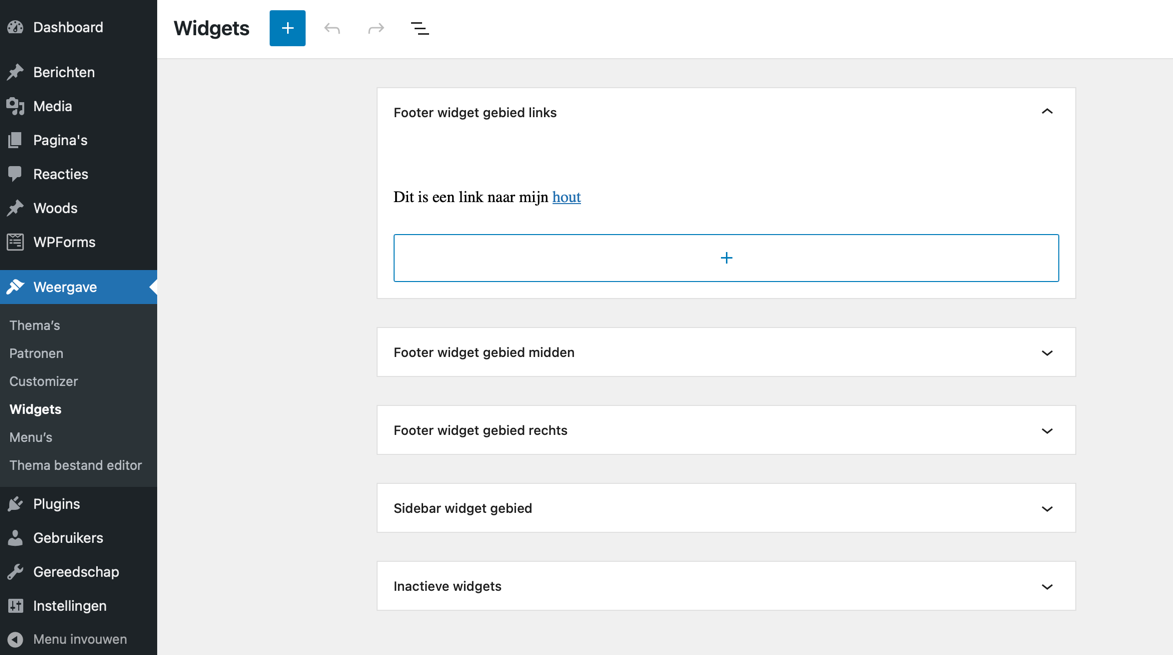 Dashboard
Berichten
Media
Pagina's
Reacties
Woods
WPForms
Weergave
Thema's
Patronen
Customizer
Widgets
Menu's
Thema bestand editor
Plugins
Gebruikers
Gereedschap
Instellingen
Menu invouwen
Widgets
Footer widget gebied links
Dit is een link naar mijn hout
Footer widget gebied midden
Footer widget gebied rechts
Sidebar widget gebied
Inactieve widgets